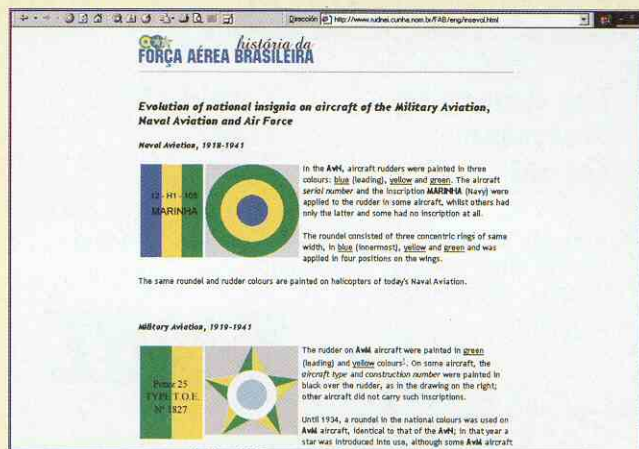 Dirección
http://www.rudnei.cunha.nom.br/FAB/eng/insevol.html
história da
FORÇA AÉREA BRASILEIRA
Evolution of national insignia on aircraft of the Military Aviation,
Naval Aviation and Air Force
Naval Aviation, 1918-1941
12 - H1 - 108
MARINHA
In the AvN, aircraft rudders were painted in three
colours: blue (leading), yellow and green. The aircraft
serial number and the inscription MARINHA (Navy) were
applied to the rudder in some aircraft, whilst others had
only the latter and some had no inscription at all.
The roundel consisted of three concentric rings of same
width, in blue (innermost), yellow and green and was
applied in four positions on the wings.
The same roundel and rudder colours are painted on helicopters of today's Naval Aviation.
Military Aviation, 1919-1941
Potez 25
TYPE T.O.E.
Nº 1827
The rudder on AvM aircraft were painted in green
(leading) and yellow colours¹. On some aircraft, the
aircraft type and construction number were painted in
black over the rudder, as in the drawing on the right;
other aircraft did not carry such inscriptions.
Until 1934, a roundel in the national colours was used on
AvM aircraft, identical to that of the AvN; in that year a
star was introduced into use, although some AvM aircraft